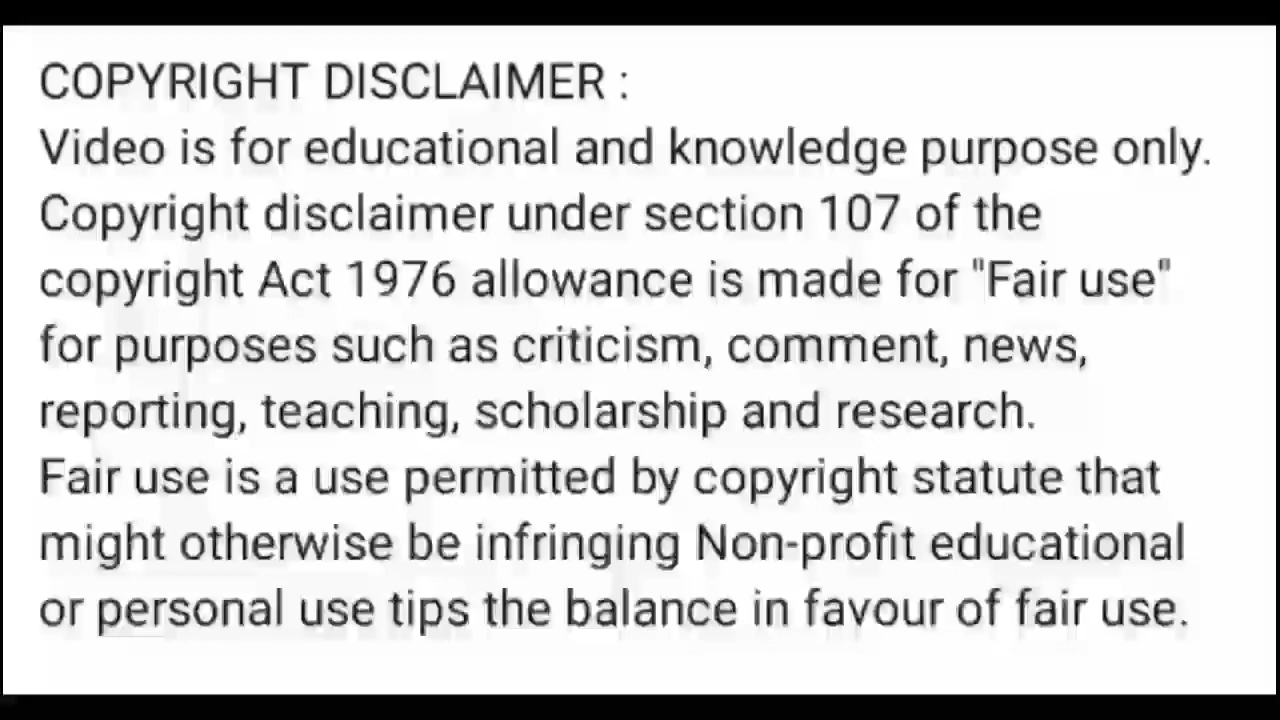 COPYRIGHT DISCLAIMER :
Video is for educational and knowledge purpose only.
Copyright disclaimer under section 107 of the
copyright Act 1976 allowance is made for "Fair use"
for purposes such as criticism, comment, news,
reporting, teaching, scholarship and research.
Fair use is a use permitted by copyright statute that
might otherwise be infringing Non-profit educational
or personal use tips the balance in favour of fair use.